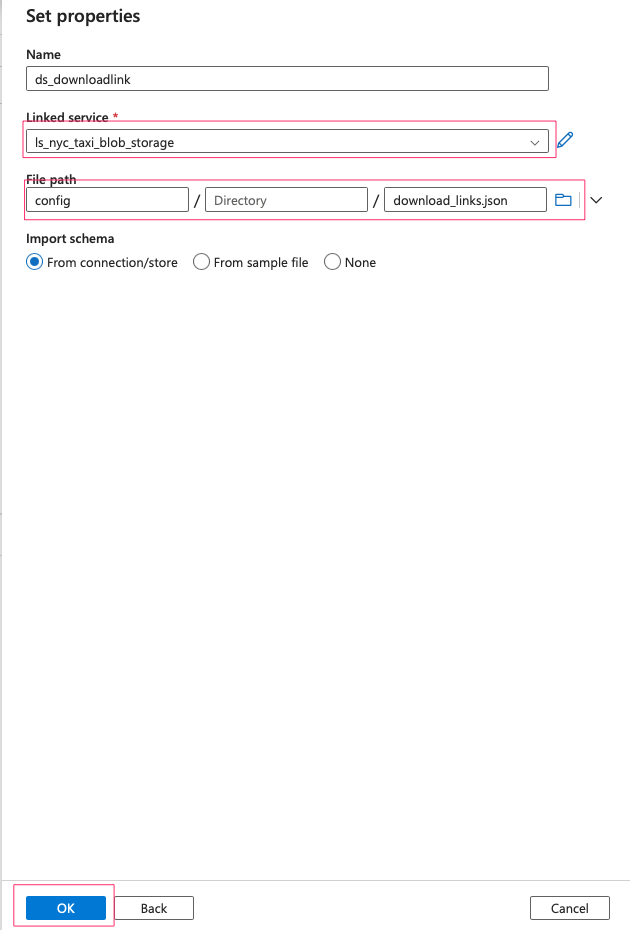 Set properties
Name
ds_downloadlink
Linked service *
ls_nyc_taxi_blob_storage
File path
config / Directory / download_links.json
Import schema
From connection/store From sample file None
OK Back Cancel